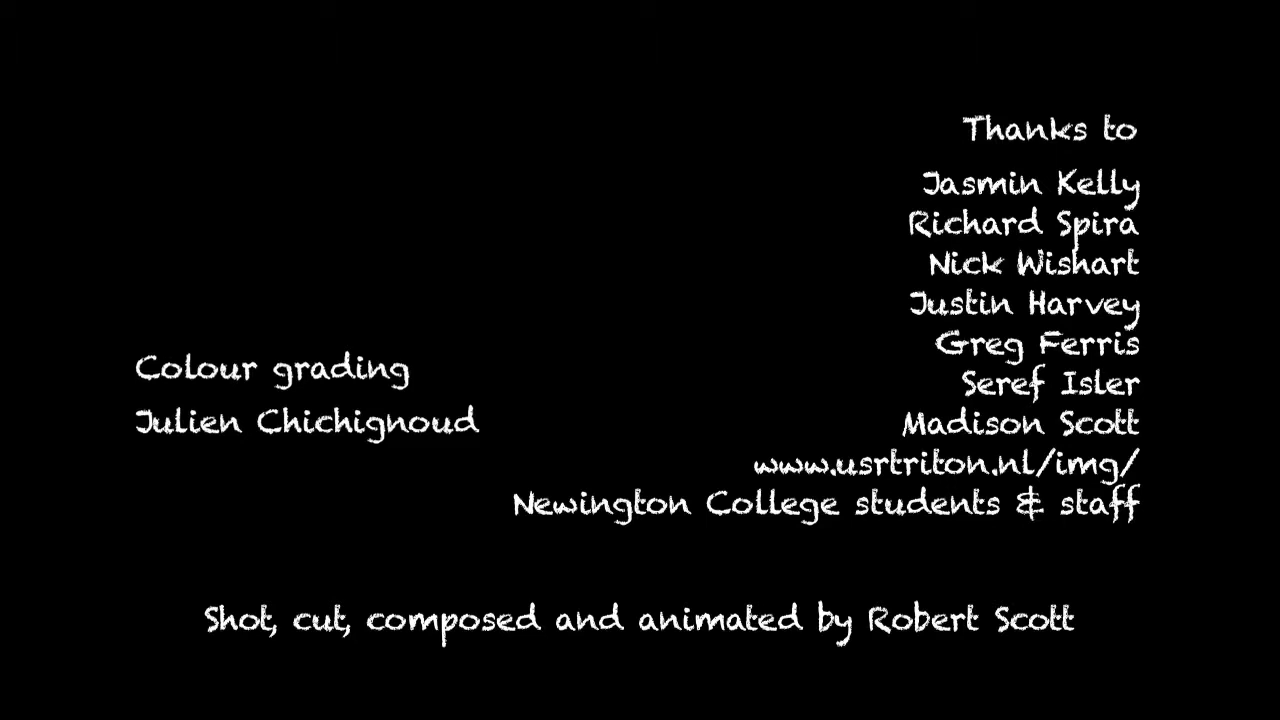 Thanks to
Jasmin Kelly
Richard Spira
Nick Wishart
Justin Harvey
Greg Ferris
Seref Isler
Madison Scott
www.usrtriton.nl/img/
Newington College students & staff
Colour grading
Julien Chichignoud
Shot, cut, composed and animated by Robert Scott